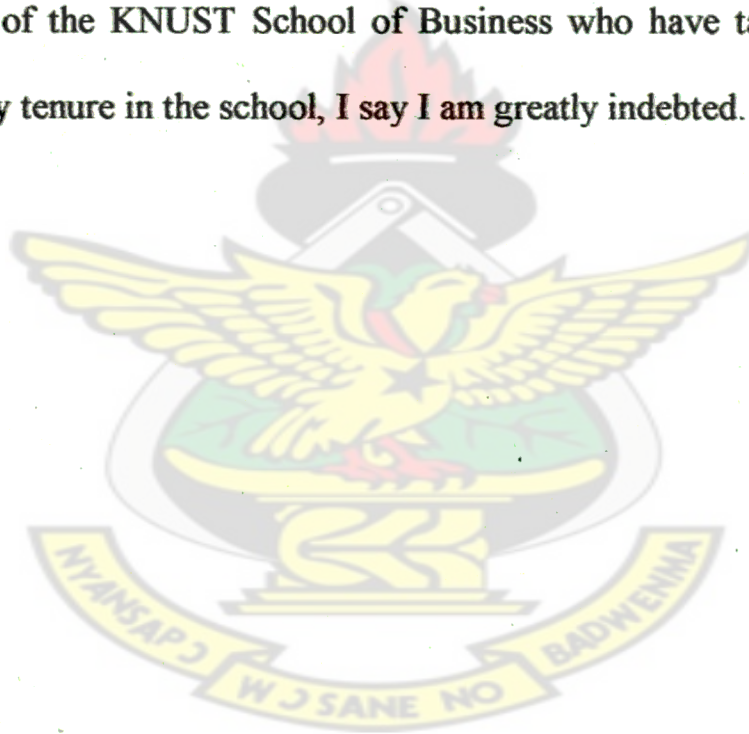 of the KNUST School of Business who have
tenure in the school, I say I am greatly indebted.
NYANSAPƆ
WƆSANE NO
BADWENMA